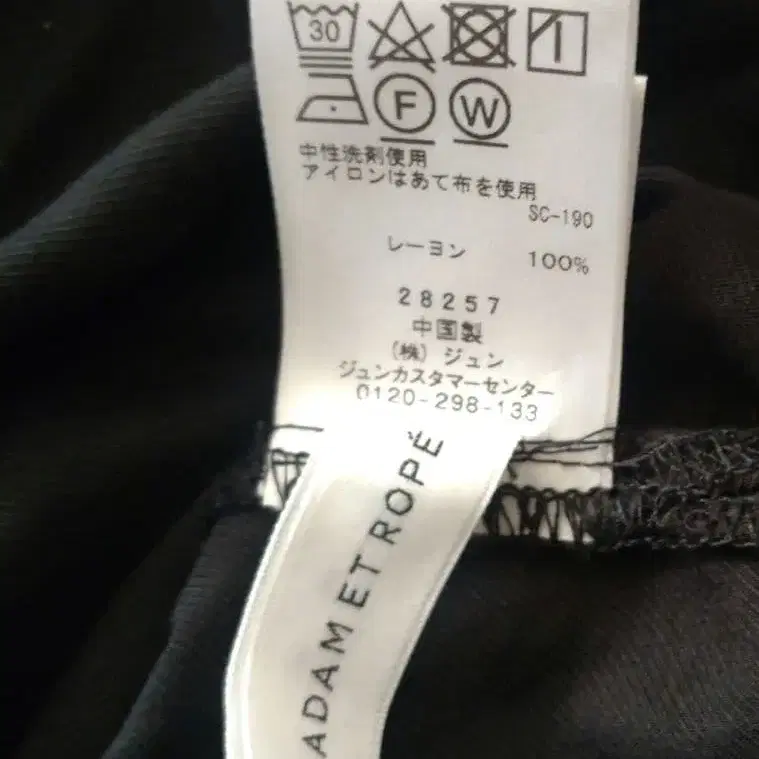 30
F W
中性洗剤使用
アイロンはあて布を使用
SC-190
レーヨン 100%
28257
中国製
(株) ジュン
ジュンカスタマーセンター
0120-298-133
ADAM ET ROPÉ